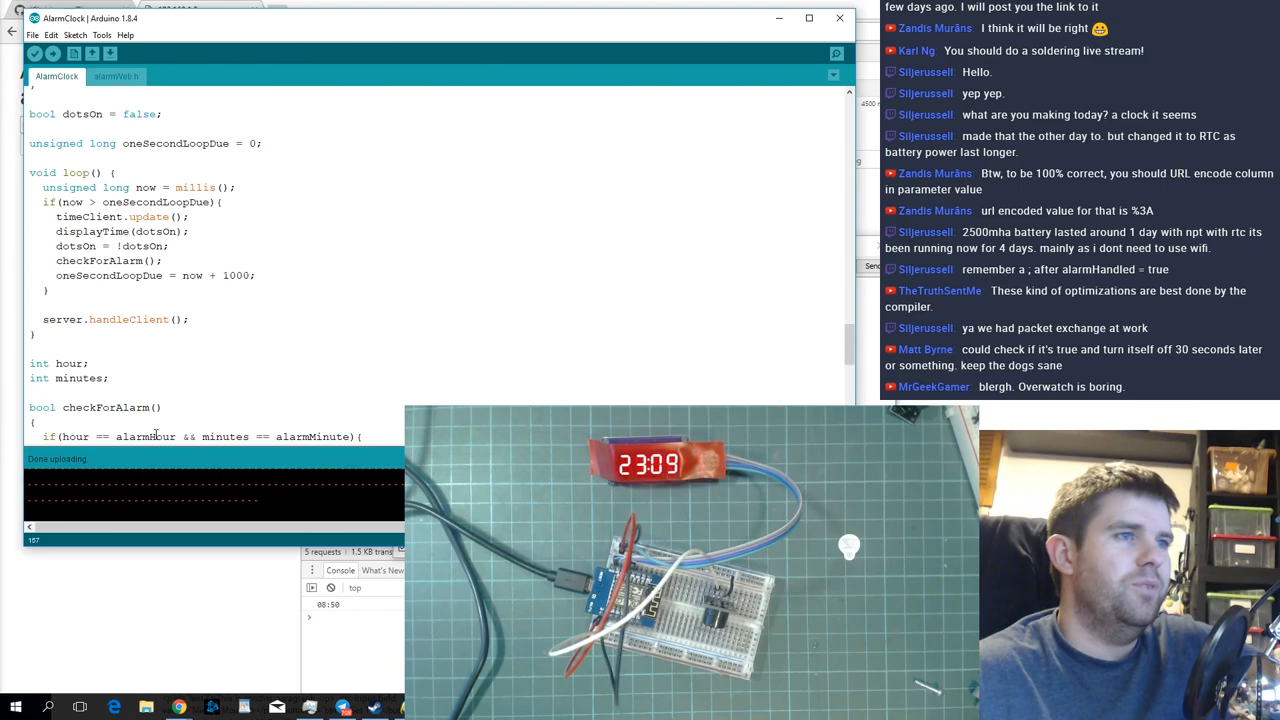 AlarmClock | Arduino 1.8.4
File Edit Sketch Tools Help
AlarmClock alarmWeb.h
bool dotsOn = false;
unsigned long oneSecondLoopDue = 0;
void loop() {
unsigned long now = millis();
if(now > oneSecondLoopDue){
timeClient.update();
displayTime(dotsOn);
dotsOn = !dotsOn;
checkForAlarm();
oneSecondLoopDue = now + 1000;
}
server.handleClient();
}
int hour;
int minutes;
bool checkForAlarm()
{
if(hour == alarmHour && minutes == alarmMinute){
Done uploading.
167
4500
Send
5 requests | 1.5 KB trans
Console What's New
top
08:50
23:09
few days ago. I will post you the link to it
Zandis Murāns I think it will be right
Karl Ng You should do a soldering live stream!
Siljerussell Hello.
Siljerussell yep yep.
Siljerussell what are you making today? a clock it seems
Siljerussell made that the other day to. but changed it to RTC as
battery power last longer.
Zandis Murāns Btw, to be 100% correct, you should URL encode column
in parameter value
Zandis Murāns url encoded value for that is %3A
Siljerussell 2500mha battery lasted around 1 day with npt with rtc its
been running now for 4 days. mainly as i dont need to use wifi.
Siljerussell remember a ; after alarmHandled = true
TheTruthSentMe These kind of optimizations are best done by the
compiler.
Siljerussell ya we had packet exchange at work
Matt Byrne could check if it's true and turn itself off 30 seconds later
or something. keep the dogs sane
MrGeekGamer blergh. Overwatch is boring.